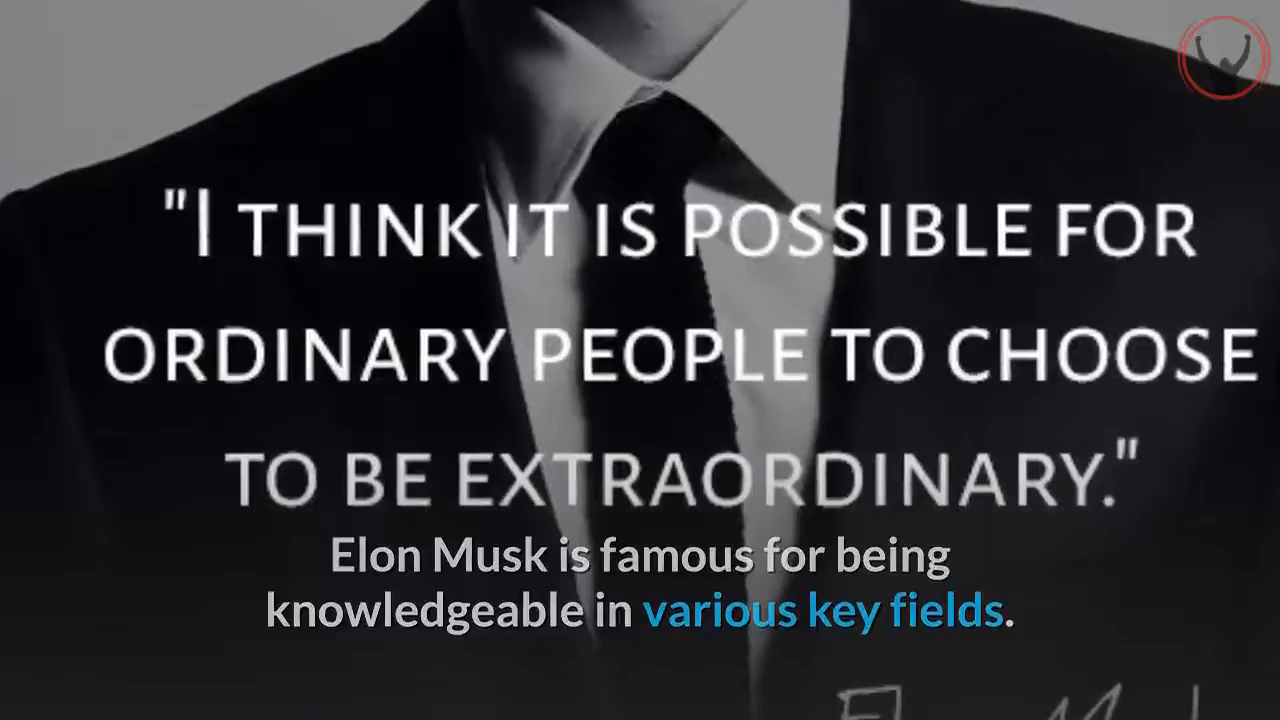 "I THINK IT IS POSSIBLE FOR
ORDINARY PEOPLE TO CHOOSE
TO BE EXTRAORDINARY."
Elon Musk is famous for being
knowledgeable in various key fields.